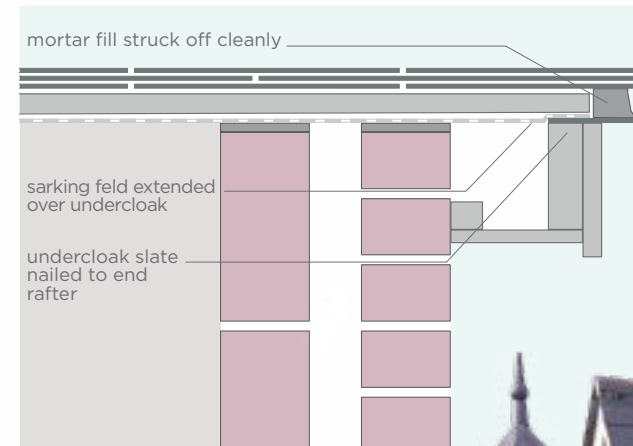 mortar fill struck off cleanly
sarking feld extended
over undercloak
undercloak slate
nailed to end
rafter